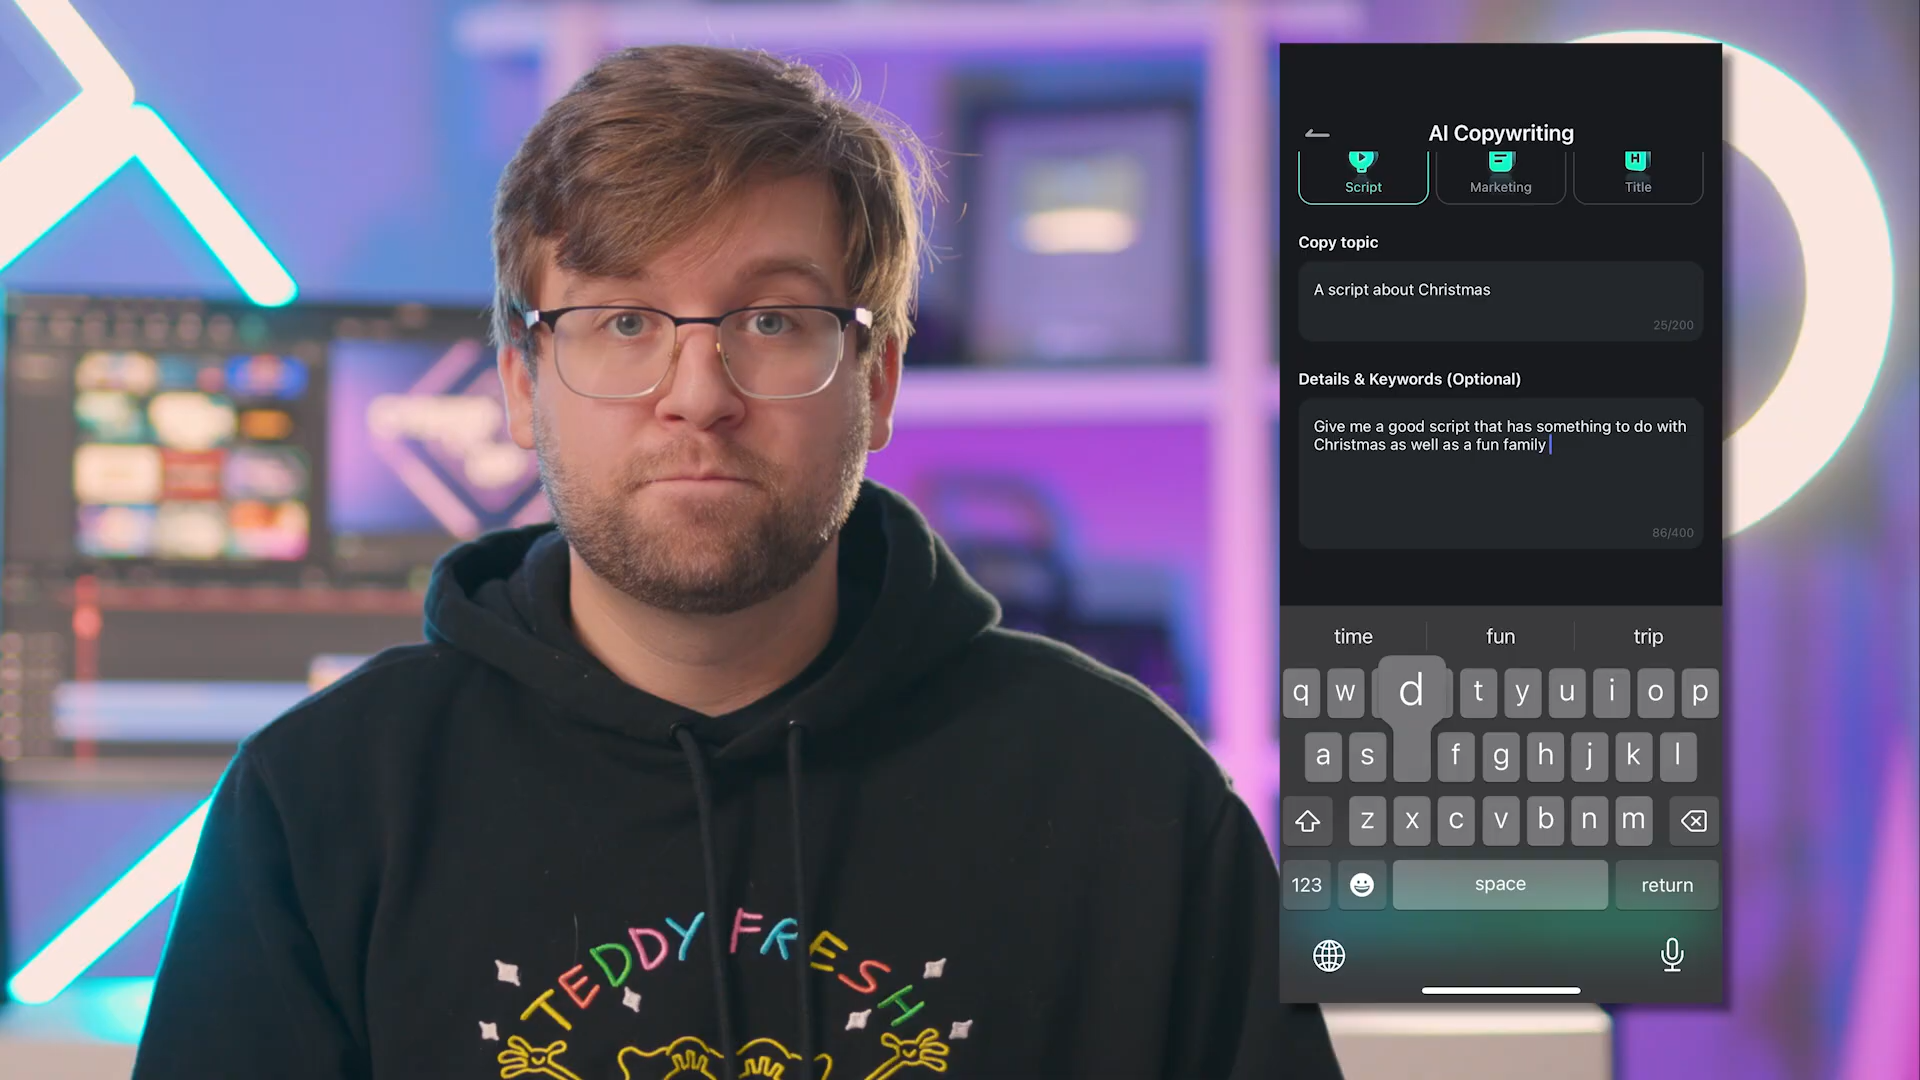 AI Copywriting
Script
Marketing
Title
Copy topic
A script about Christmas
25/200
Details & Keywords (Optional)
Give me a good script that has something to do with
Christmas as well as a fun family
86/400
time fun trip
q w d t y u i o p
a s f g h j k l
z x c v b n m
123 space return
TEDDY FRESH